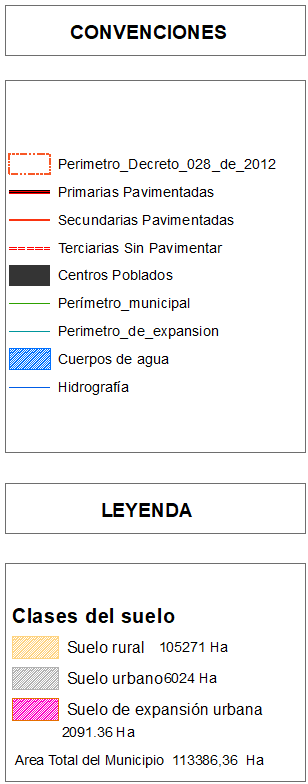 CONVENCIONES
Perimetro_Decreto_028_de_2012
Primarias Pavimentadas
Secundarias Pavimentadas
Terciarias Sin Pavimentar
Centros Poblados
Perímetro_municipal
Perimetro_de_expansion
Cuerpos de agua
Hidrografía
LEYENDA
Clases del suelo
Suelo rural 105271 Ha
Suelo urbano6024 Ha
Suelo de expansión urbana
2091.36 Ha
Area Total del Municipio 113386,36 Ha